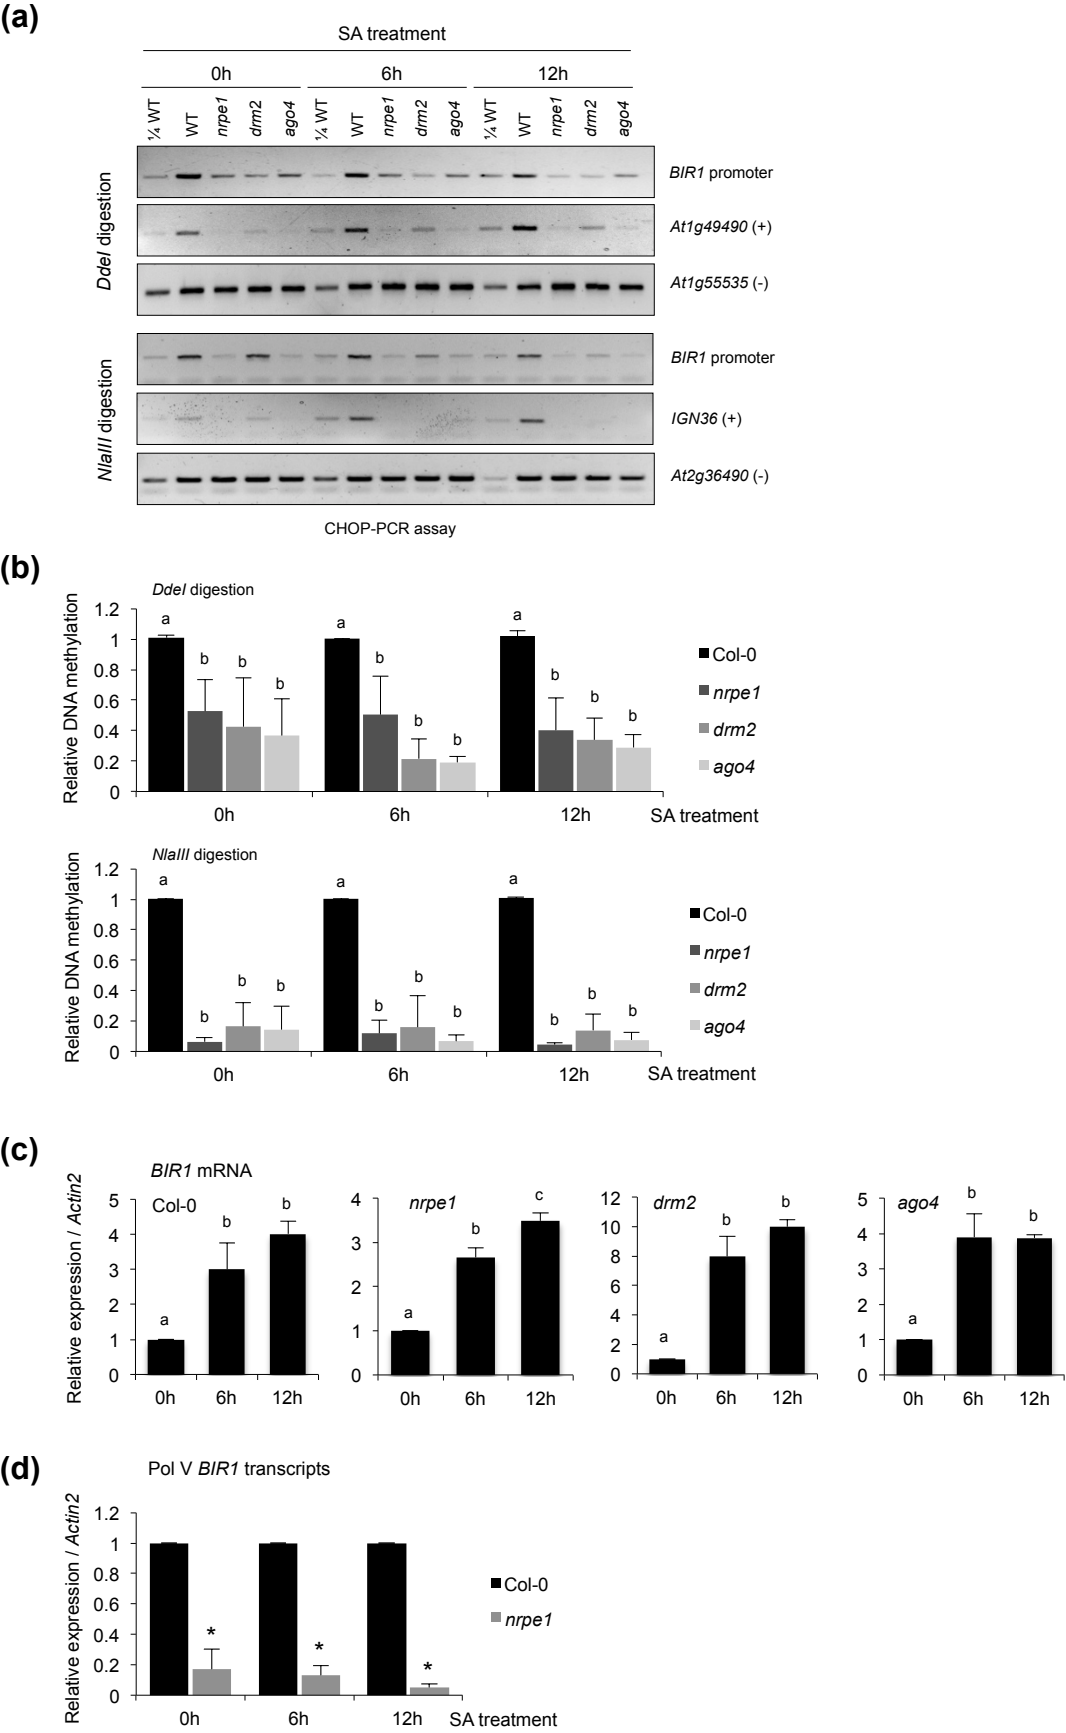 (a)
SA treatment
0h 6h 12h
¼ WT WT nrpe1 drm2 ago4 ¼ WT WT nrpe1 drm2 ago4 ¼ WT WT nrpe1 drm2 ago4
DdeI digestion
BIR1 promoter
At1g49490 (+)
At1g55535 (-)
NlaIII digestion
BIR1 promoter
IGN36 (+)
At2g36490 (-)
CHOP-PCR assay
(b)
DdeI digestion
Relative DNA methylation
1.2
1
0.8
0.6
0.4
0.2
0
a b b b a b b b a b b b
Col-0
nrpe1
drm2
ago4
0h 6h 12h SA treatment
NlaIII digestion
Relative DNA methylation
1.2
1
0.8
0.6
0.4
0.2
0
a b b b a b b b a b b b
Col-0
nrpe1
drm2
ago4
0h 6h 12h SA treatment
(c)
BIR1 mRNA
Relative expression / Actin2
Col-0
5
4
3
2
1
0
a b b
0h 6h 12h
nrpe1
4
3
2
1
0
a b c
0h 6h 12h
drm2
12
10
8
6
4
2
0
a b b
0h 6h 12h
ago4
5
4
3
2
1
0
a b b
0h 6h 12h
(d)
Pol V BIR1 transcripts
Relative expression / Actin2
1.2
1
0.8
0.6
0.4
0.2
0
* * *
Col-0
nrpe1
0h 6h 12h SA treatment